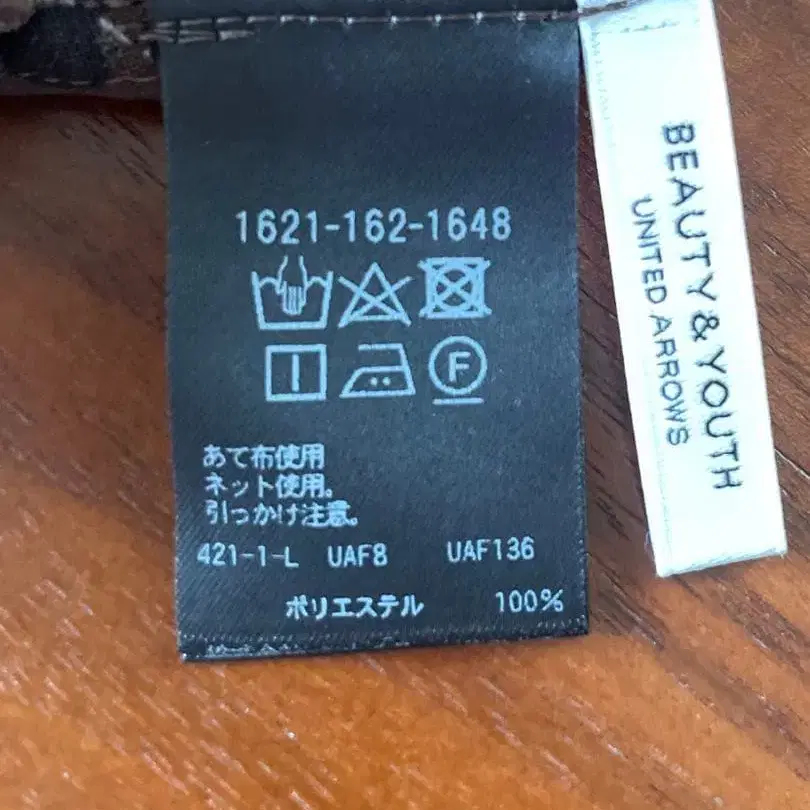 1621-162-1648
F
あて布使用
ネット使用。
引っかけ注意。
421-1-L UAF8 UAF136
ポリエステル 100%
BEAUTY & YOUTH
UNITED ARROWS